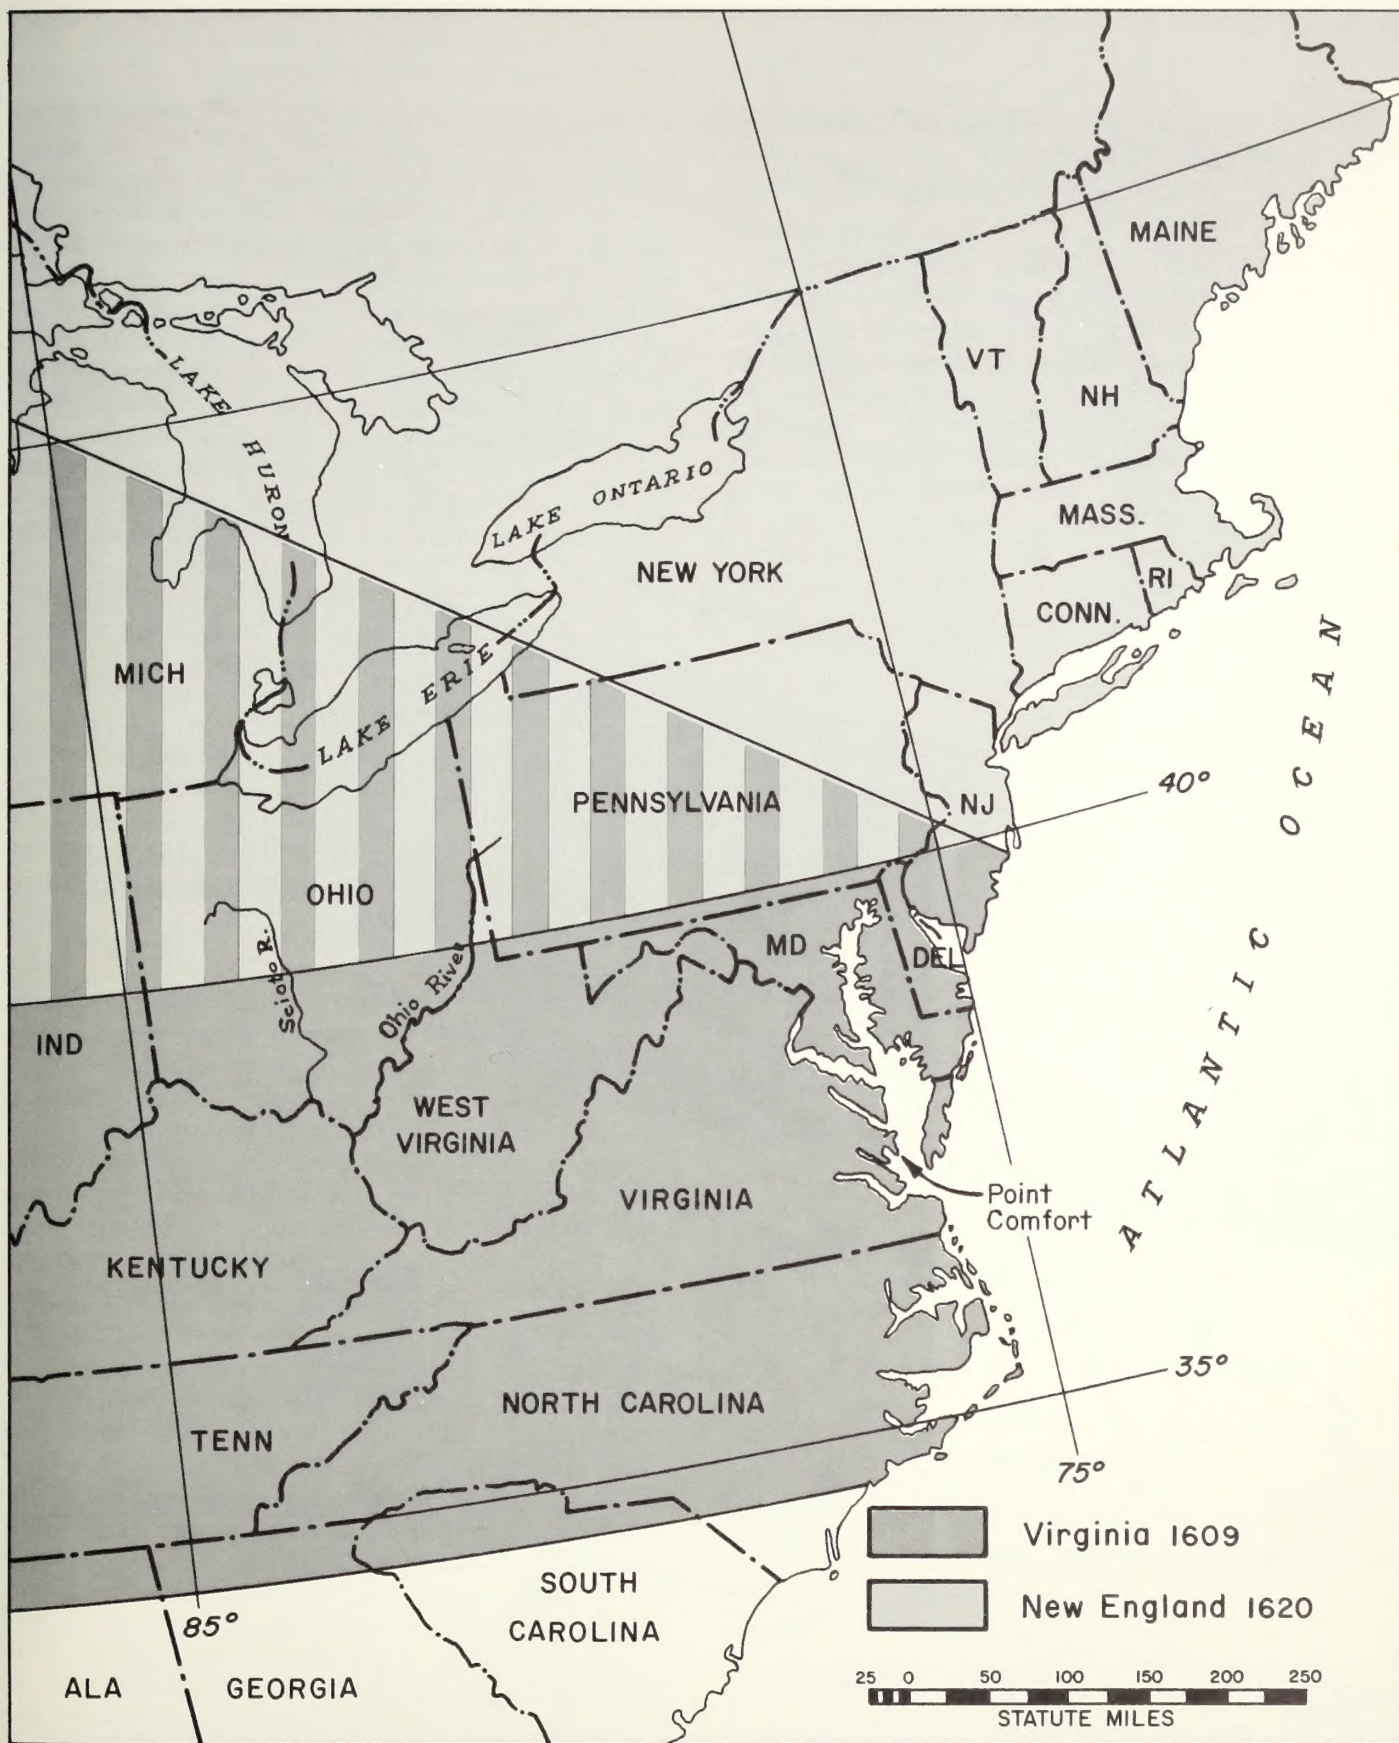 MAINE
VT
NH
LAKE HURON
LAKE ONTARIO
MASS.
NEW YORK
RI
CONN.
MICH
LAKE ERIE
ATLANTIC OCEAN
40°
PENNSYLVANIA
NJ
OHIO
MD
DEL
Scioto R.
Ohio River
IND
WEST
VIRGINIA
VIRGINIA
Point
Comfort
KENTUCKY
35°
NORTH CAROLINA
TENN
75°
Virginia 1609
SOUTH
CAROLINA
New England 1620
85°
ALA
GEORGIA
25 0 50 100 150 200 250
STATUTE MILES